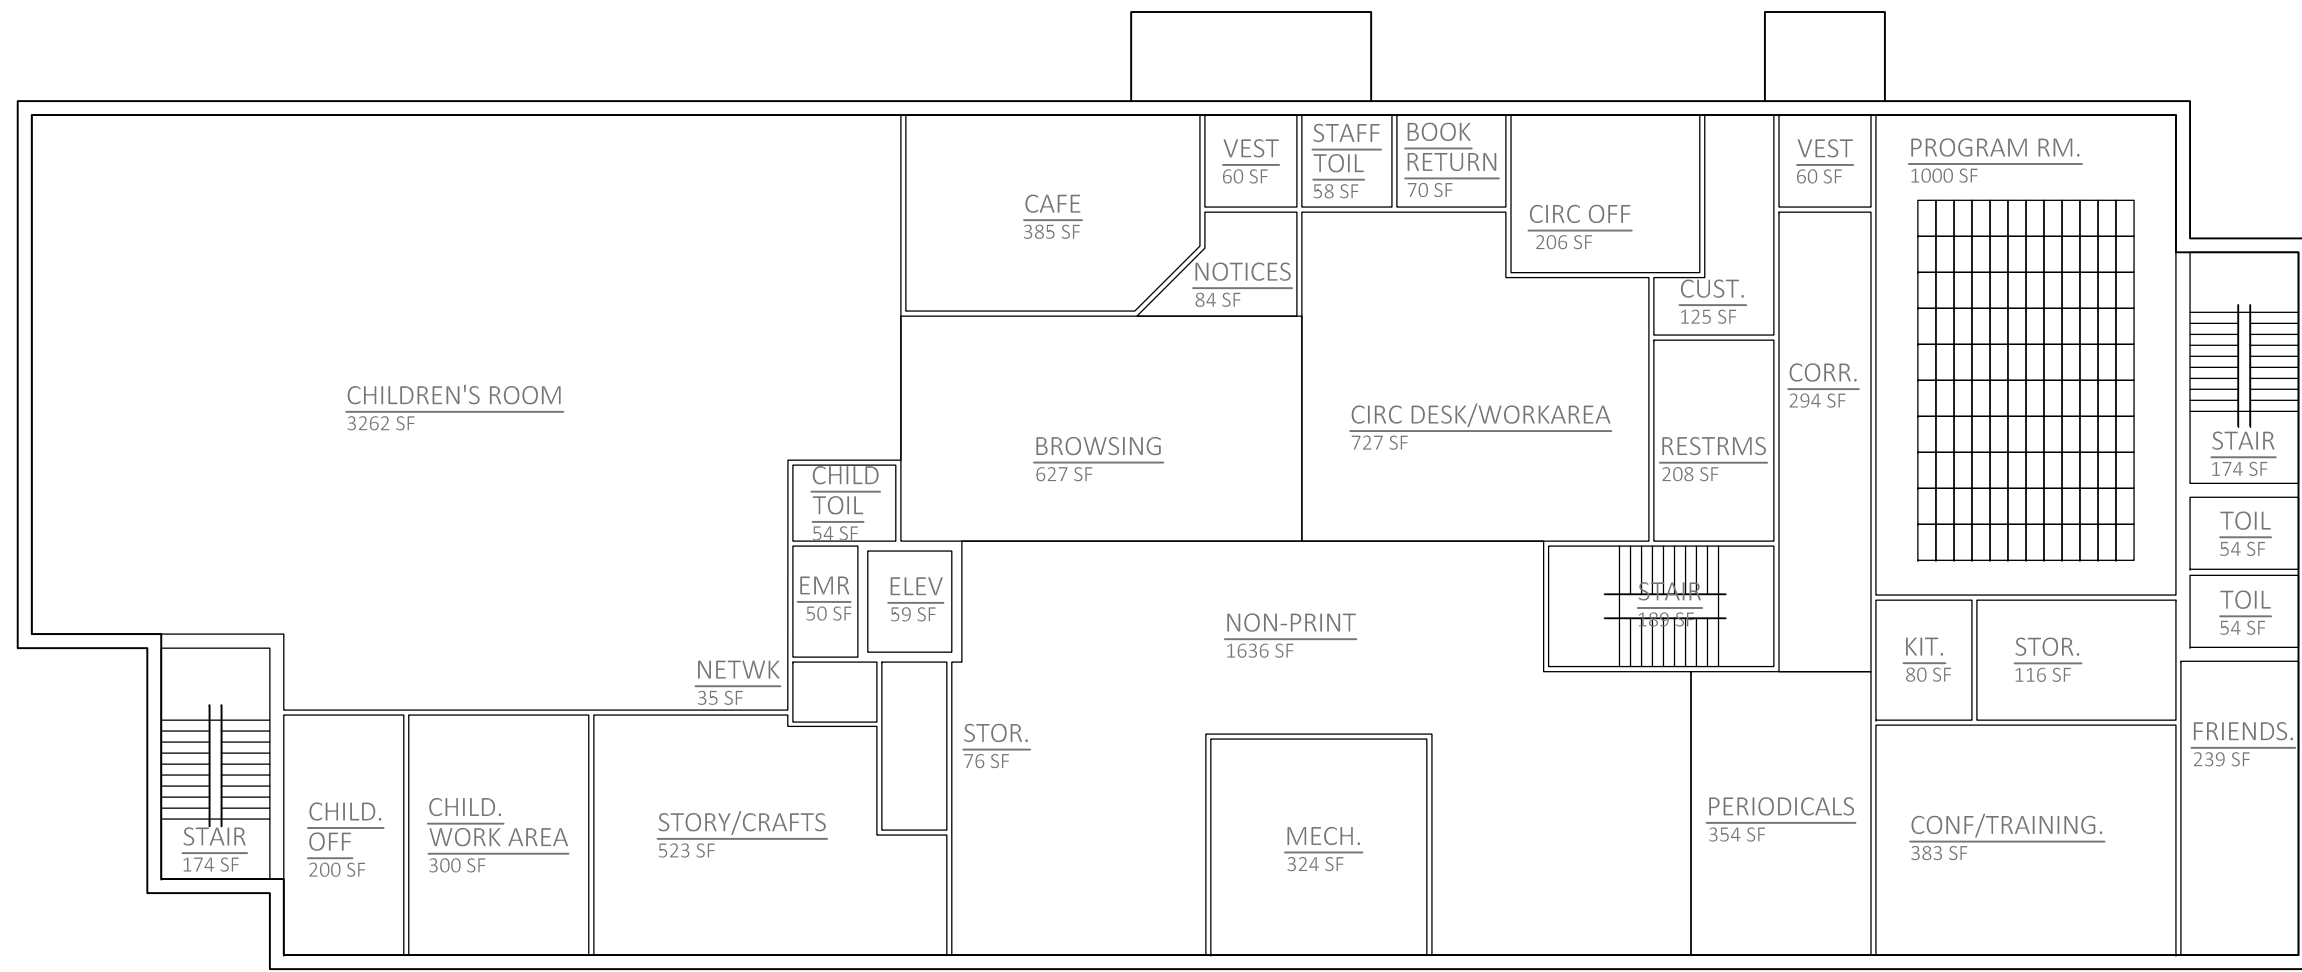 STAFF
TOIL
58 SF
BOOK
RETURN
70 SF
VEST
60 SF
VEST
60 SF
PROGRAM RM.
1000 SF
CAFE
385 SF
CIRC OFF
206 SF
NOTICES
84 SF
CUST.
125 SF
CHILDREN'S ROOM
3262 SF
CORR.
294 SF
CIRC DESK/WORKAREA
727 SF
BROWSING
627 SF
RESTRMS
208 SF
STAIR
174 SF
CHILD
TOIL
54 SF
TOIL
54 SF
EMR
50 SF
ELEV
59 SF
STAIR
189 SF
TOIL
54 SF
NON-PRINT
1636 SF
KIT.
80 SF
STOR.
116 SF
NETWK
35 SF
STOR.
76 SF
FRIENDS.
239 SF
CHILD.
OFF
200 SF
CHILD.
WORK AREA
300 SF
STORY/CRAFTS
523 SF
STAIR
174 SF
MECH.
324 SF
PERIODICALS
354 SF
CONF/TRAINING.
383 SF